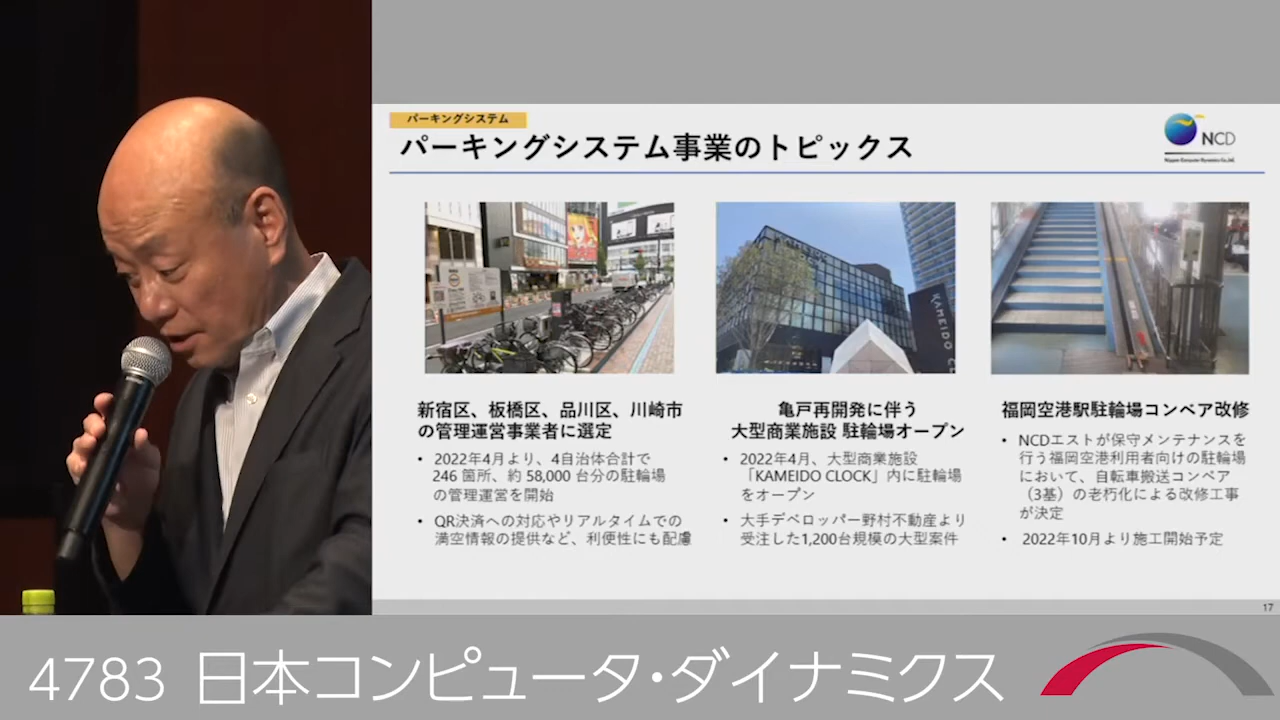 パーキングシステム
パーキングシステム事業のトピックス
NCD
Nippon Computer Dynamics Co.,Ltd.
KAMEIDO C
新宿区、板橋区、品川区、川崎市
の管理運営事業者に選定
• 2022年4月より、4自治体合計で
246 箇所、約 58,000 台分の駐輪場
の管理運営を開始
• QR決済への対応やリアルタイムでの
満空情報の提供など、利便性にも配慮
亀戸再開発に伴う
大型商業施設 駐輪場オープン
• 2022年4月、大型商業施設
「KAMEIDO CLOCK」内に駐輪場
をオープン
• 大手デベロッパー野村不動産より
受注した1,200台規模の大型案件
福岡空港駅駐輪場コンベア改修
• NCDエストが保守メンテナンスを
行う福岡空港利用者向けの駐輪場
において、自転車搬送コンベア
（3基）の老朽化による改修工事
が決定
• 2022年10月より施工開始予定
17
4783 日本コンピュータ・ダイナミクス